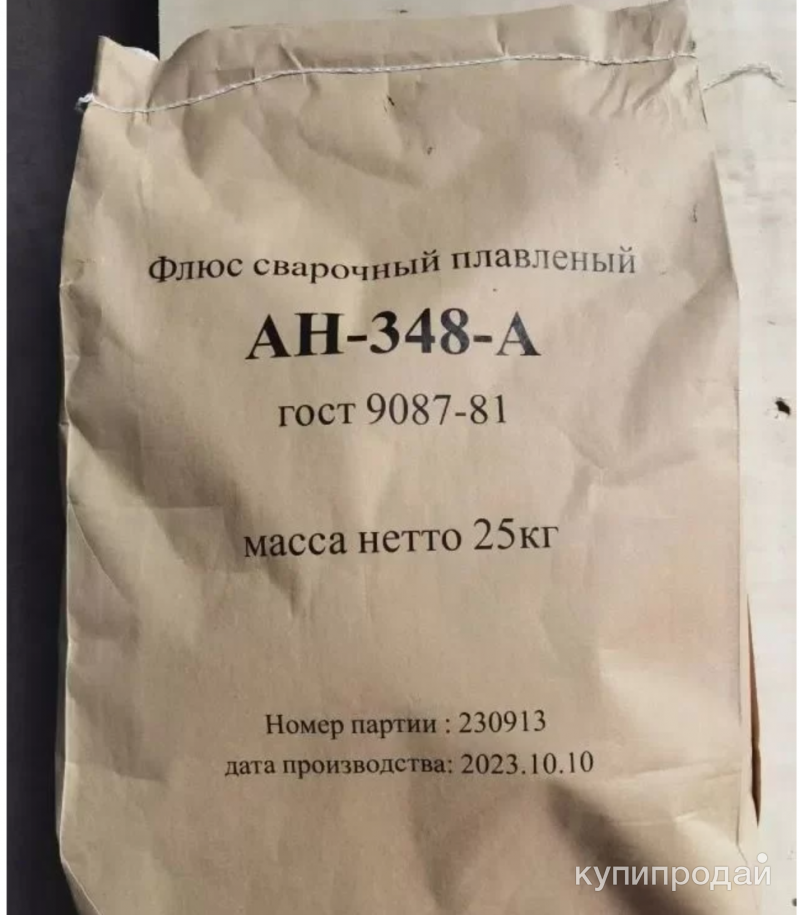 Флюс сварочный плавленый
АН-348-А
гост 9087-81
масса нетто 25кг
Номер партии : 230913
дата производства: 2023.10.10
купипродай